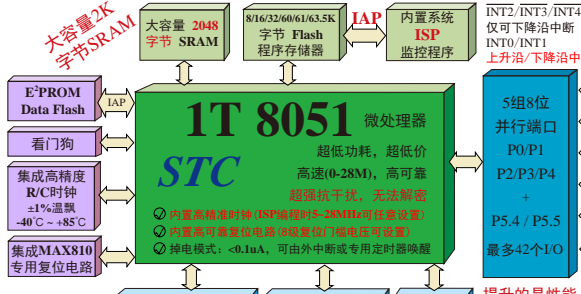 大容量2K
字节SRAM
大容量 2048
字节 SRAM
8/16/32/60/61/63.5K
字节 Flash
程序存储器
IAP
内置系统
ISP
监控程序
INT2/INT3/INT4
仅可下降沿中断
INT0/INT1
上升沿/下降沿中
E²PROM
Data Flash
IAP
看门狗
集成高精度
R/C时钟
±1%温飘
-40℃ ~ +85℃
集成MAX810
专用复位电路
1T 8051 微处理器
STC
超低功耗，超低价
高速(0-28M)，高可靠
超强抗干扰，无法解密
内置高精准时钟(ISP编程时5~28MHz可任意设置)
内置高可靠复位电路(8级复位门槛电压可设置)
掉电模式：<0.1uA，可由外中断或专用定时器唤醒
5组8位
并行端口
P0/P1
P2/P3/P4
+
P5.4 / P5.5
最多42个I/O
提升的是性能